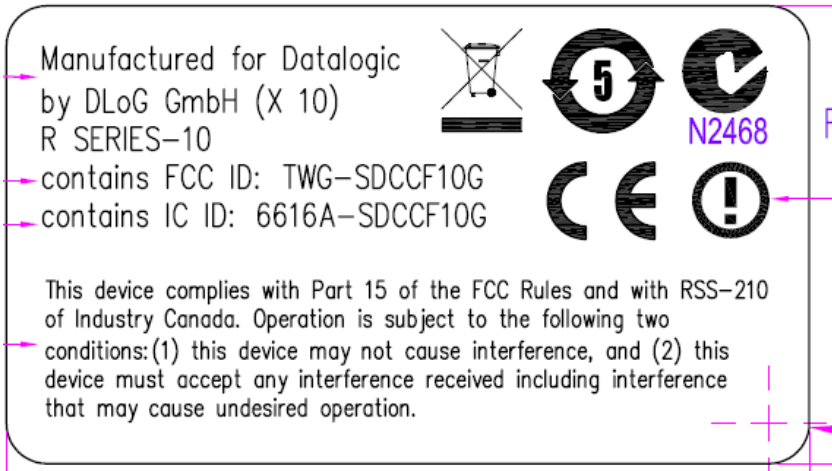 Manufactured for Datalogic
by DLoG GmbH (X 10)
R SERIES-10
contains FCC ID: TWG-SDCCF10G
contains IC ID: 6616A-SDCCF10G
5
N2468
CE
!
This device complies with Part 15 of the FCC Rules and with RSS-210
of Industry Canada. Operation is subject to the following two
conditions:(1) this device may not cause interference, and (2) this
device must accept any interference received including interference
that may cause undesired operation.